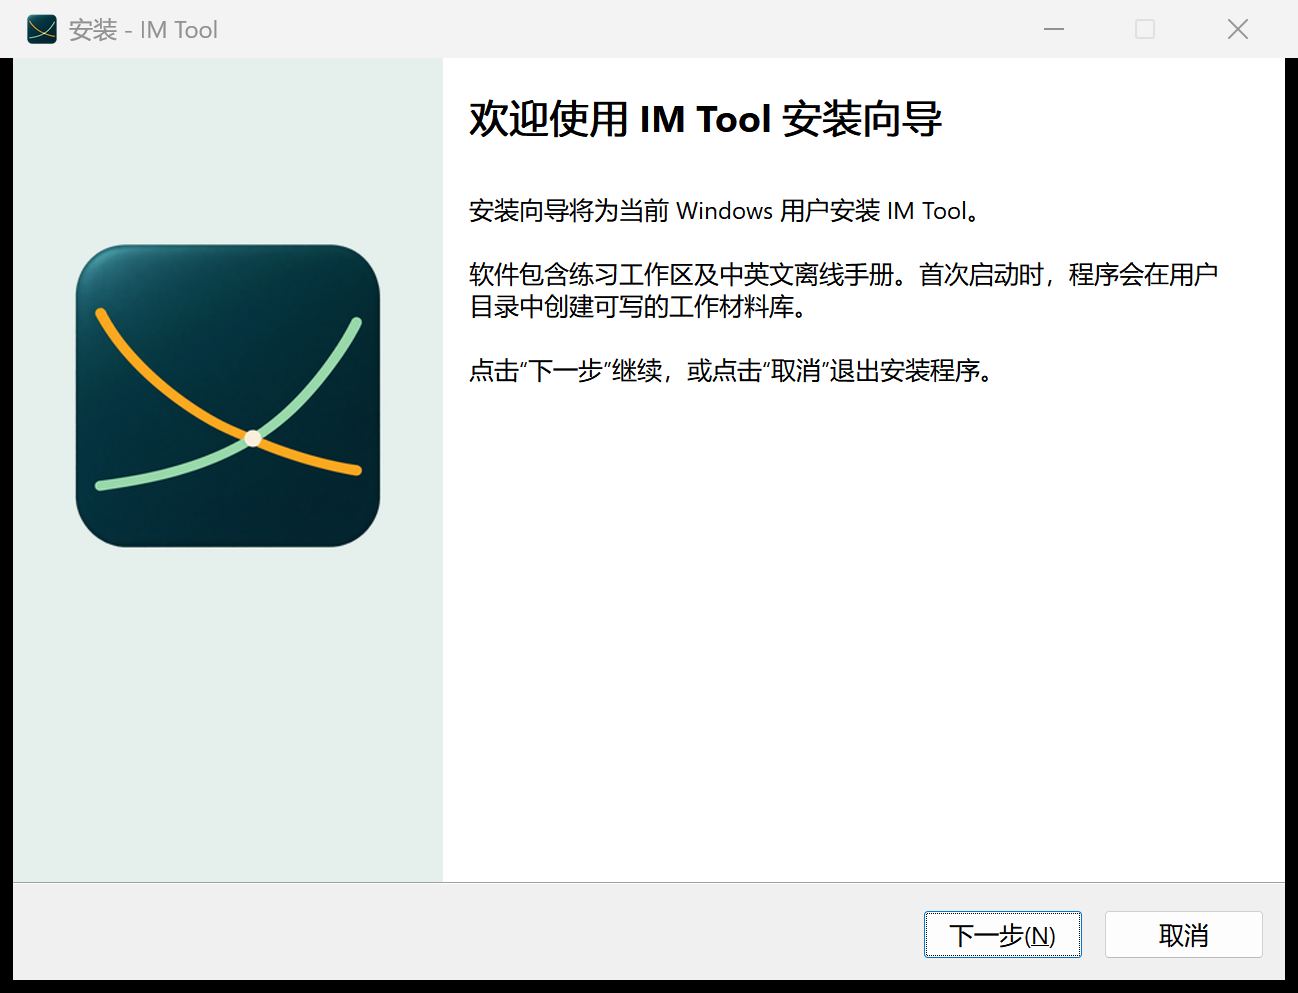 安装 - IM Tool
欢迎使用 IM Tool 安装向导
安装向导将为当前 Windows 用户安装 IM Tool。
软件包含练习工作区及中英文离线手册。首次启动时，程序会在用户
目录中创建可写的工作材料库。
点击“下一步”继续，或点击“取消”退出安装程序。
下一步(N)
取消